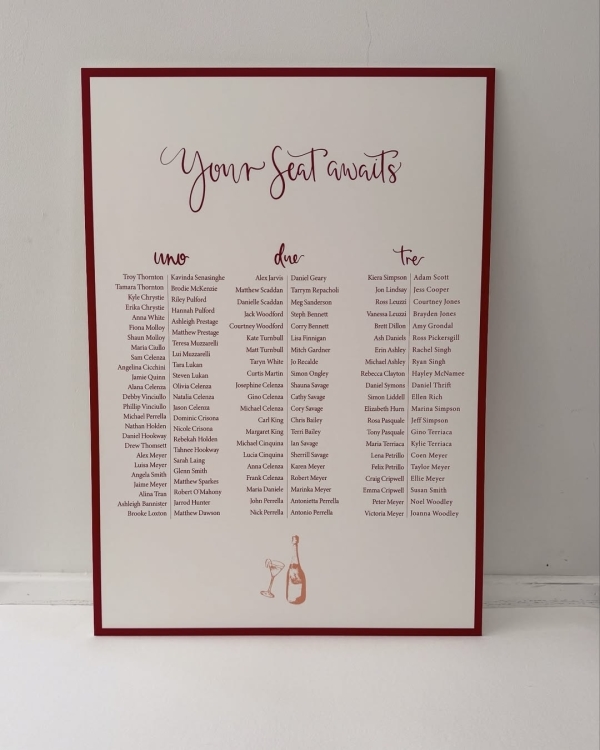 Your Seat awaits
uno
Troy Thornton
Tamara Thornton
Kyle Chrystie
Erika Chrystie
Anna White
Fiona Molloy
Shaun Molloy
Maria Ciullo
Sam Celenza
Angelina Cicchini
Jamie Quinn
Alana Celenza
Debby Vinciullo
Phillip Vinciullo
Michael Perrella
Nathan Holden
Daniel Hookway
Drew Thomsett
Alex Meyer
Luisa Meyer
Angela Smith
Jaime Meyer
Alina Tran
Ashleigh Bannister
Brooke Loxton
Kavinda Senasinghe
Brodie McKenzie
Riley Pulford
Hannah Pulford
Ashleigh Prestage
Matthew Prestage
Teresa Muzzarelli
Lui Muzzarelli
Tara Lukan
Steven Lukan
Olivia Celenza
Natalia Celenza
Jason Celenza
Dominic Crisona
Nicole Crisona
Rebekah Holden
Tahnee Hookway
Sarah Laing
Glenn Smith
Matthew Sparkes
Robert O'Mahony
Jarrod Hunter
Matthew Dawson
due
Alex Jarvis
Matthew Scaddan
Danielle Scaddan
Jack Woodford
Courtney Woodford
Kate Turnbull
Matt Turnbull
Taryn White
Curtis Martin
Josephine Celenza
Gino Celenza
Michael Celenza
Carl King
Margaret King
Michael Cinquina
Lucia Cinquina
Anna Celenza
Frank Celenza
Maria Daniele
John Perrella
Nick Perrella
Daniel Geary
Tarrym Repacholi
Meg Sanderson
Steph Bennett
Corry Bennett
Lisa Finnigan
Mitch Gardner
Jo Recalde
Simon Ongley
Shauna Savage
Cathy Savage
Cory Savage
Chris Bailey
Terri Bailey
Ian Savage
Sherrill Savage
Karen Meyer
Robert Meyer
Marinka Meyer
Antonietta Perrella
Antonio Perrella
tre
Kiera Simpson
Jon Lindsay
Ross Leuzzi
Vanessa Leuzzi
Brett Dillon
Ash Daniels
Erin Ashley
Michael Ashley
Rebecca Clayton
Daniel Symons
Simon Liddell
Elizabeth Harn
Rosa Pasquale
Tony Pasquale
Maria Terriaca
Lena Petrillo
Felix Petrillo
Craig Cripwell
Emma Cripwell
Peter Meyer
Victoria Meyer
Adam Scott
Jess Cooper
Courtney Jones
Brayden Jones
Amy Grondal
Ross Pickersgill
Rachel Singh
Ryan Singh
Hayley McNamee
Daniel Thrift
Ellen Rich
Marina Simpson
Jeff Simpson
Gino Terriaca
Kylie Terriaca
Coen Meyer
Taylor Meyer
Ellie Meyer
Susan Smith
Noel Woodley
Joanna Woodley